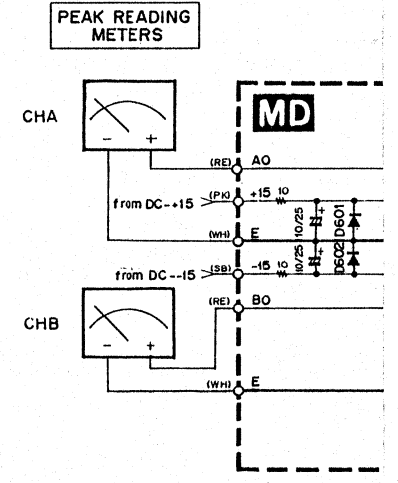 PEAK READING
METERS
CHA
− +
MD
(RE) AO
from DC-+15 (PK) +15 10
10/25 10/25 D601
+ +
(WH) E
D602
from DC--15 (SB) -15 10
(RE) BO
CHB
− +
(WH) E